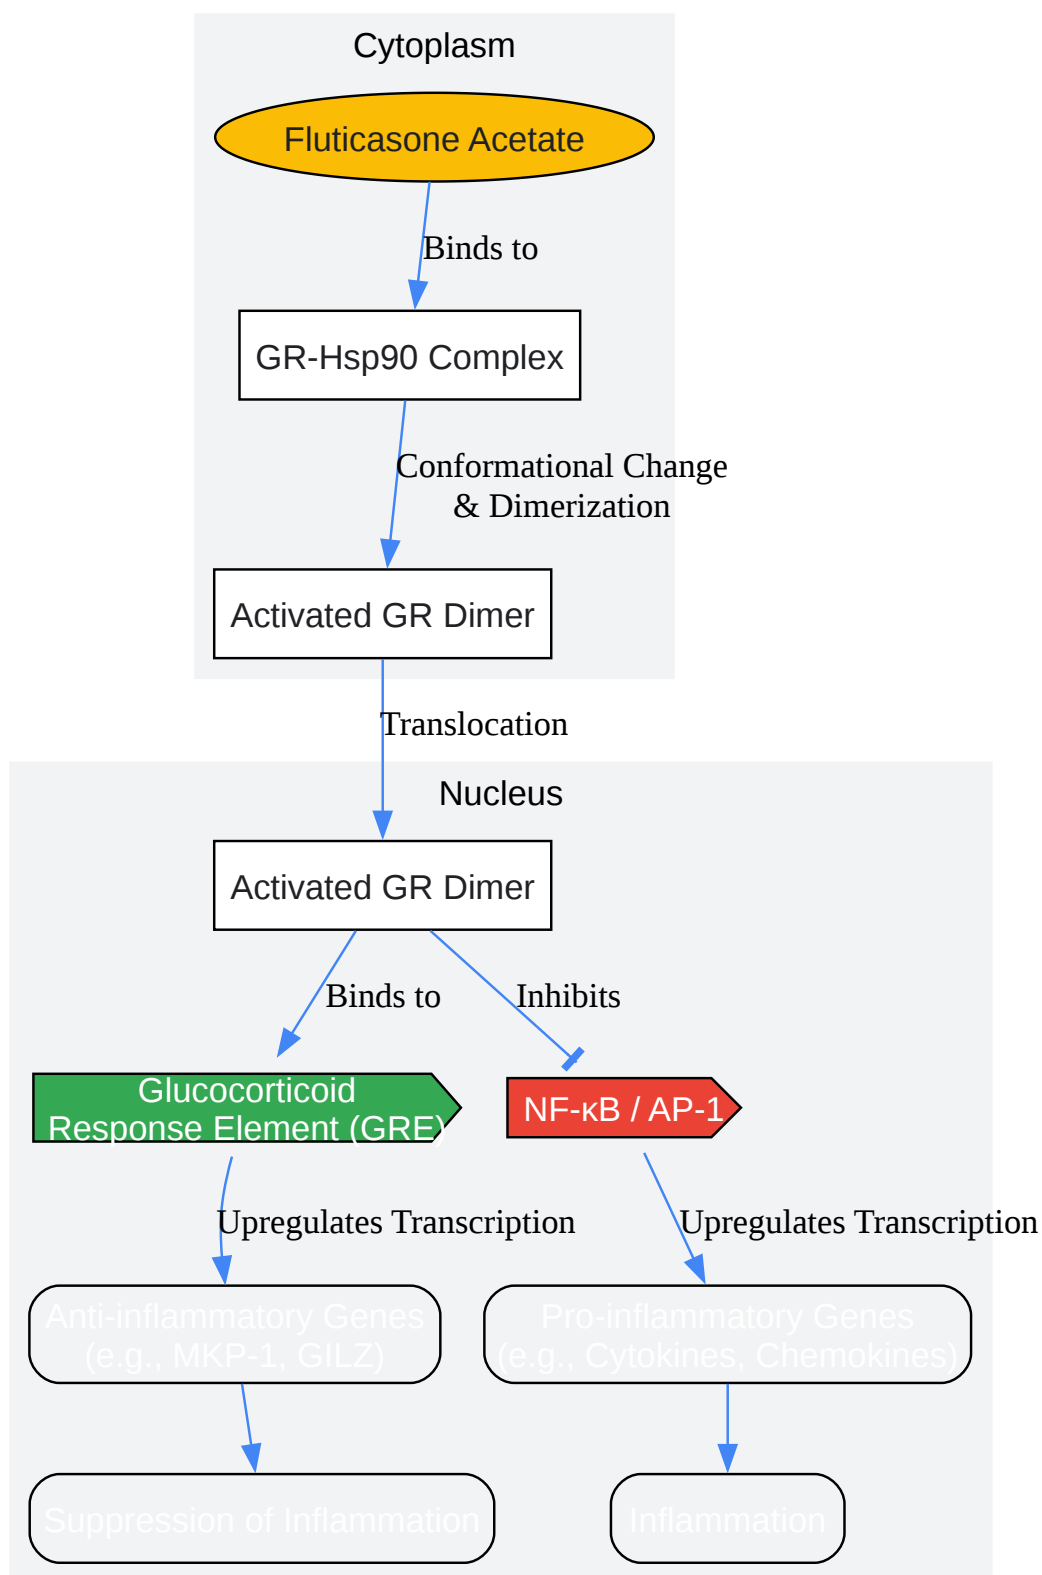 Cytoplasm
Fluticasone Acetate
Binds to
GR-Hsp90 Complex
Conformational Change
& Dimerization
Activated GR Dimer
Translocation
Nucleus
Activated GR Dimer
Binds to
Inhibits
Glucocorticoid
Response Element (GRE)
NF-κB / AP-1
Upregulates Transcription
Upregulates Transcription
Anti-inflammatory Genes
(e.g., MKP-1, GILZ)
Pro-inflammatory Genes
(e.g., Cytokines, Chemokines)
Suppression of Inflammation
Inflammation